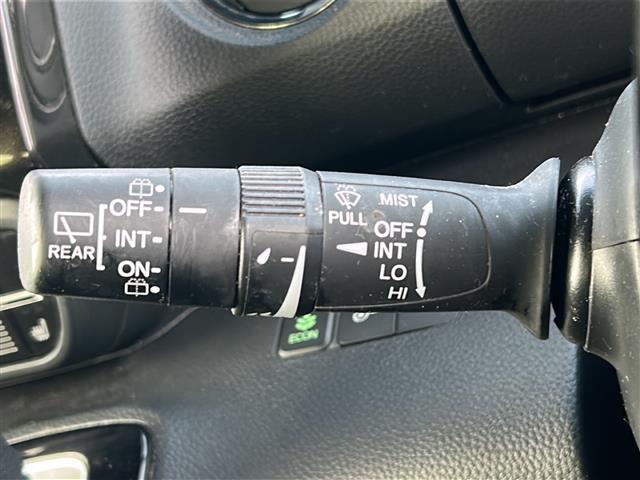 REAR
OFF
INT
ON
PULL
MIST
OFF
INT
LO
HI
ECON